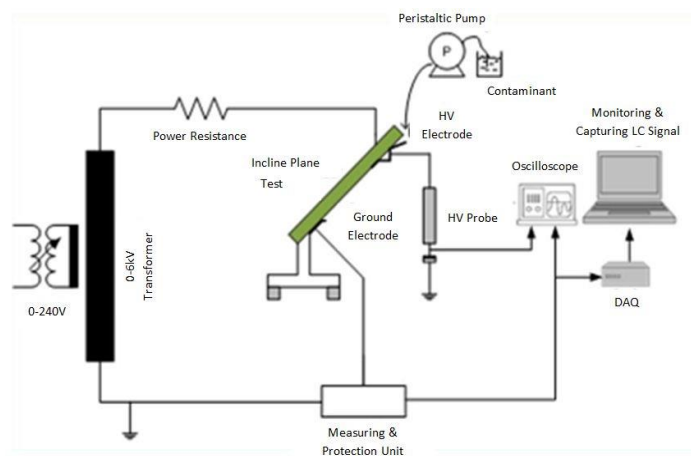 Peristaltic Pump
P
Contaminant
Monitoring &
Capturing LC Signal
HV
Electrode
Power Resistance
Oscilloscope
Incline Plane
Test
Ground
Electrode
HV Probe
0-6kV
Transformer
0-240V
DAQ
Measuring &
Protection Unit